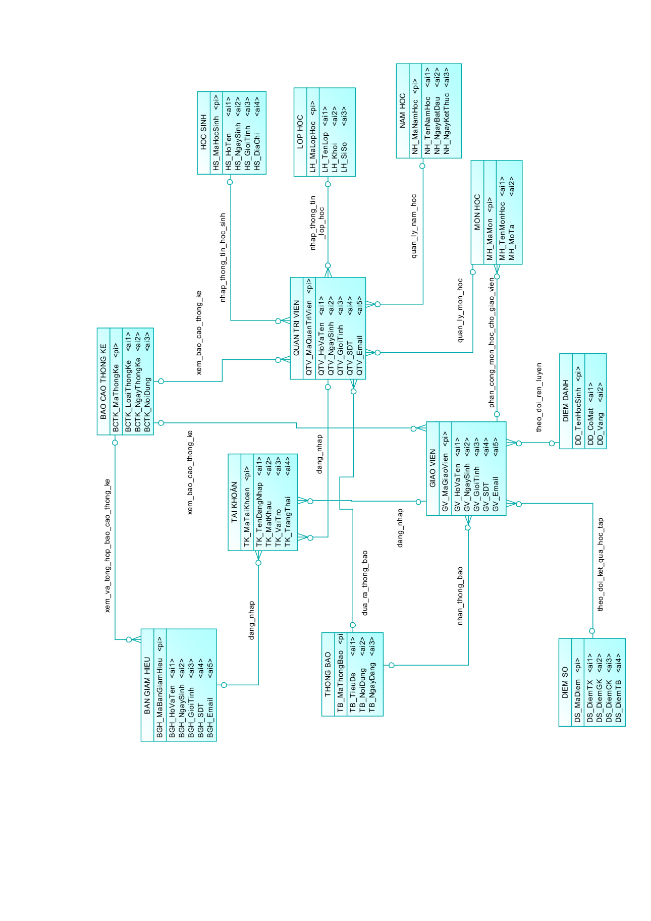 BAO CAO THONG KE
BCTK_MaThongKe <pi>
BCTK_LoaiThongKe <ai1>
BCTK_NgayThongKe <ai2>
BCTK_NoiDung <ai3>
HOC SINH
HS_MaHocSinh <pi>
HS_HoTen <ai1>
HS_NgaySinh <ai2>
HS_GioiTinh <ai3>
HS_DiaChi <ai4>
LOP HOC
LH_MaLopHoc <pi>
LH_TenLop <ai1>
LH_Khoi <ai2>
LH_SiSo <ai3>
NAM HOC
NH_MaNamHoc <pi>
NH_TenNamHoc <ai1>
NH_NgayBatDau <ai2>
NH_NgayKetThuc <ai3>
MON HOC
MH_MaMon <pi>
MH_TenMonHoc <ai1>
MH_MoTa <ai2>
xem_bao_cao_thong_ke
nhap_thong_tin_hoc_sinh
nhap_thong_tin
_lop_hoc
quan_ly_nam_hoc
quan_ly_mon_hoc
phan_cong_mon_hoc_cho_giao_vien
QUAN TRI VIEN
QTV_MaQuanTriVien <pi>
QTV_HoVaTen <ai1>
QTV_NgaySinh <ai2>
QTV_GioiTinh <ai3>
QTV_SDT <ai4>
QTV_Email <ai5>
theo_doi_ren_luyen
DIEM DANH
DD_TenHocSinh <pi>
DD_CoMat <ai1>
DD_Vang <ai2>
xem_va_tong_hop_bao_cao_thong_ke
xem_bao_cao_thong_ke
TAI KHOẢN
TK_MaTaiKhoan <pi>
TK_TenDangNhap <ai1>
TK_MatKhau <ai2>
TK_VaiTro <ai3>
TK_TrangThai <ai4>
dang_nhap
GIAO VIEN
GV_MaGiaoVien <pi>
GV_HoVaTen <ai1>
GV_NgaySinh <ai2>
GV_GioiTinh <ai3>
GV_SDT <ai4>
GV_Email <ai5>
dang_nhap
dang_nhap
dua_ra_thong_bao
nhan_thong_bao
theo_doi_ket_qua_hoc_tap
BAN GIAM HIEU
BGH_MaBanGiamHieu <pi>
BGH_HoVaTen <ai1>
BGH_NgaySinh <ai2>
BGH_GioiTinh <ai3>
BGH_SDT <ai4>
BGH_Email <ai5>
THONG BAO
TB_MaThongBao <pi
TB_TieuDe <ai1>
TB_NoiDung <ai2>
TB_NgayDang <ai3>
DIEM SO
DS_MaDiem <pi>
DS_DiemTX <ai1>
DS_DiemGK <ai2>
DS_DiemCK <ai3>
DS_DiemTB <ai4>